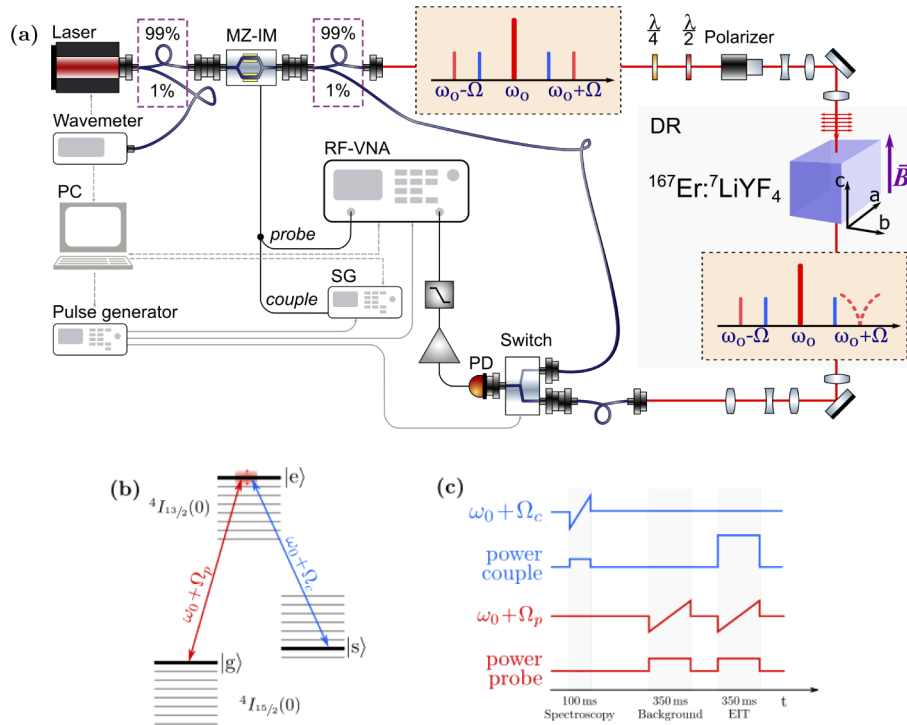 (a)
Laser
99%
1%
MZ-IM
99%
1%
ω₀-Ω ω₀ ω₀+Ω
λ/4
λ/2
Polarizer
Wavemeter
RF-VNA
DR
¹⁶⁷Er:⁷LiYF₄
c
a
b
B̄
PC
probe
couple
SG
Pulse generator
PD
Switch
ω₀-Ω ω₀ ω₀+Ω
(b)
|e⟩
⁴I₁₃/₂(0)
ω₀+Ωₚ
ω₀+Ω_c
|s⟩
|g⟩
⁴I₁₅/₂(0)
(c)
ω₀+Ω_c
power
couple
ω₀+Ωₚ
power
probe
100 ms
Spectroscopy
350 ms
Background
350 ms
EIT
t